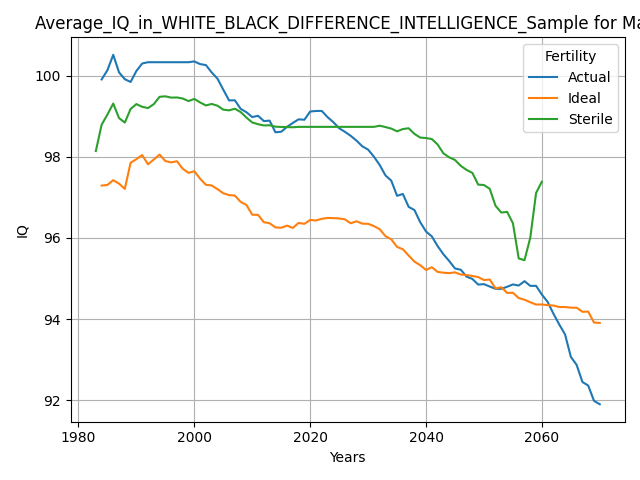 Average_IQ_in_WHITE_BLACK_DIFFERENCE_INTELLIGENCE_Sample for Ma
Fertility
Actual
Ideal
Sterile
IQ
100
98
96
94
92
1980
2000
2020
2040
2060
Years